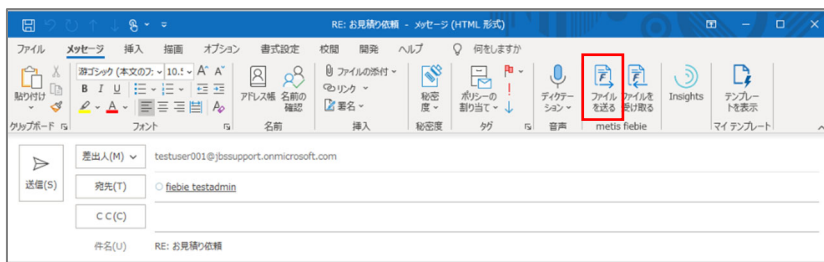 RE: お見積り依頼 - メッセージ (HTML 形式)
ファイル メッセージ 挿入 描画 オプション 書式設定 校閲 開発 ヘルプ 何をしますか
貼り付け
游ゴシック (本文のフ: 10.5
B I U
アドレス帳 名前の確認
ファイルの添付
リンク
署名
秘密度
ポリシーの割り当て
ディクテーション
ファイルを送る
ファイルを受け取る
Insights
テンプレートを表示
クリップボード フォント 名前 挿入 秘密度 タグ 音声 metis fiebie マイ テンプレート
送信(S)
差出人(M) testuser001@jbssupport.onmicrosoft.com
宛先(T) fiebie testadmin
C C(C)
件名(U) RE: お見積り依頼